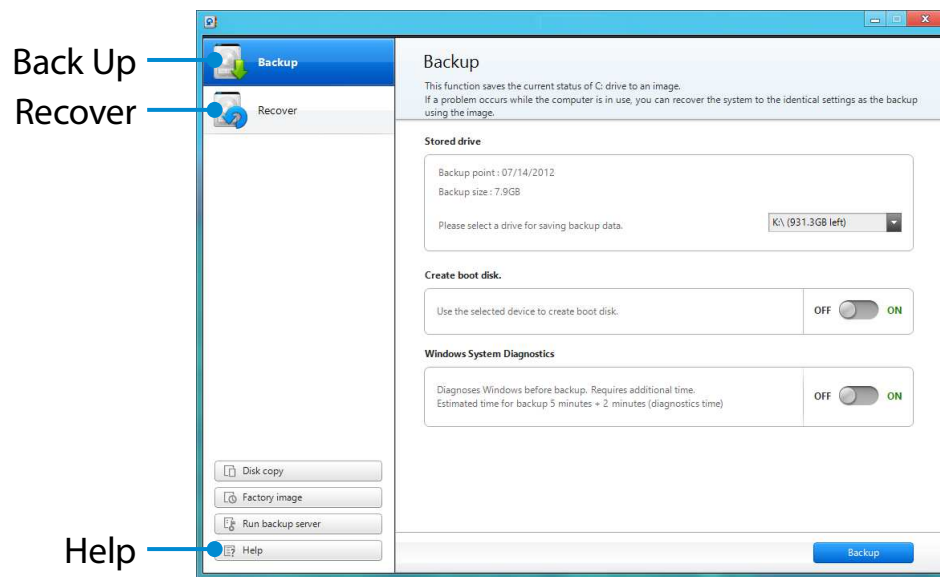 Back Up
Recover
Help
Backup
Recover
Disk copy
Factory image
Run backup server
Help
Backup
This function saves the current status of C: drive to an image.
If a problem occurs while the computer is in use, you can recover the system to the identical settings as the backup
using the image.
Stored drive
Backup point : 07/14/2012
Backup size : 7.9GB
Please select a drive for saving backup data.
K:\ (931.3GB left)
Create boot disk.
Use the selected device to create boot disk.
OFF ON
Windows System Diagnostics
Diagnoses Windows before backup. Requires additional time.
Estimated time for backup 5 minutes + 2 minutes (diagnostics time)
OFF ON
Backup